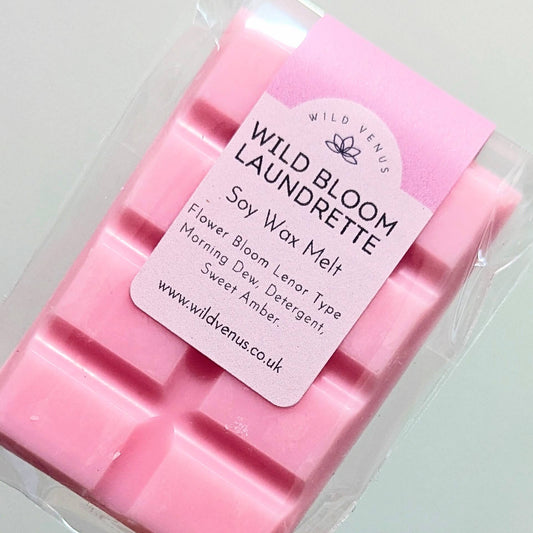 WILD VENUS
WILD BLOOM
LAUNDRETTE
Soy Wax Melt
Flower Bloom Lenor Type
Morning Dew, Detergent,
Sweet Amber.
www.wildvenus.co.uk